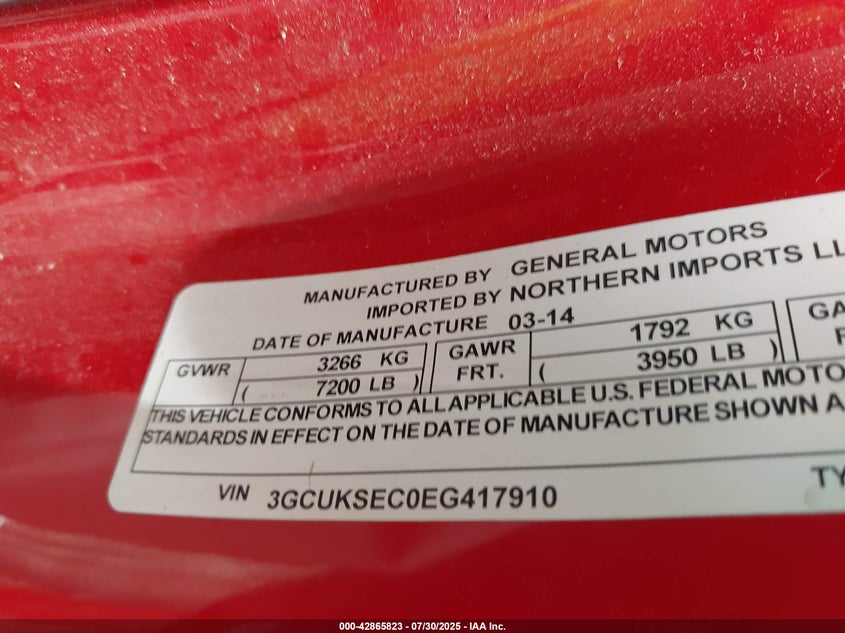 MANUFACTURED BY GENERAL MOTORS
IMPORTED BY NORTHERN IMPORTS
DATE OF MANUFACTURE 03-14
GVWR 3266 KG ( 7200 LB ) GAWR FRT. 1792 KG ( 3950 LB )
THIS VEHICLE CONFORMS TO ALL APPLICABLE U.S. FEDERAL
STANDARDS IN EFFECT ON THE DATE OF MANUFACTURE SHOWN
VIN 3GCUKSEC0EG417910
000-42865823 - 07/30/2025 - IAA Inc.